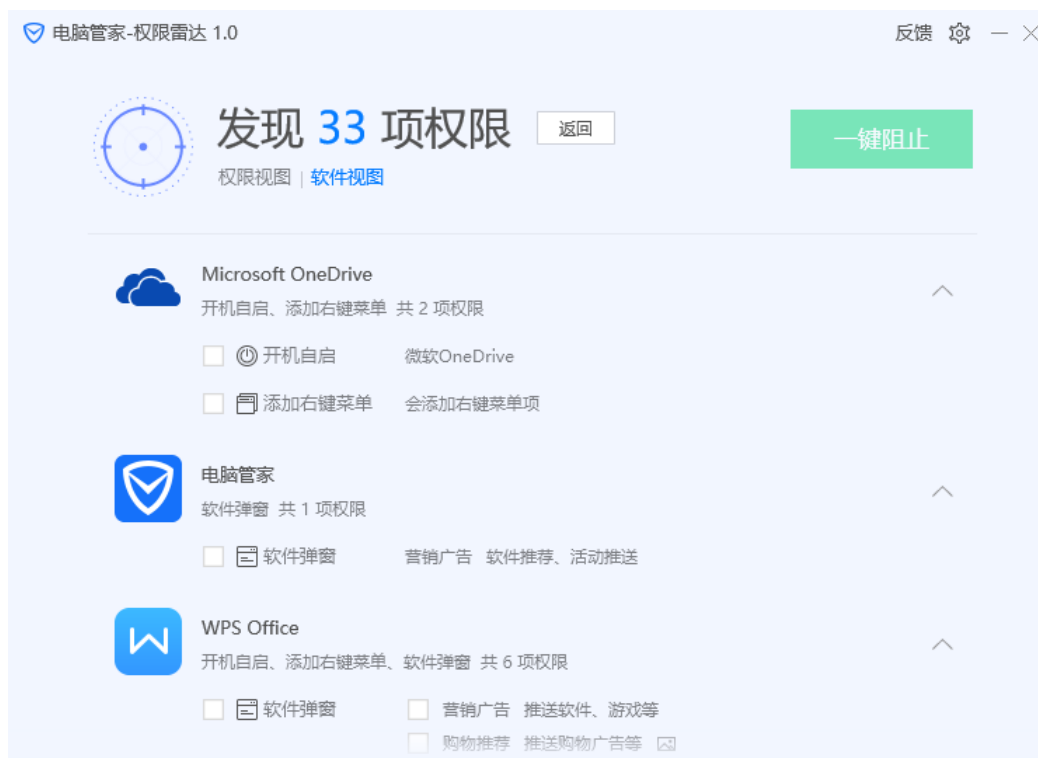 电脑管家-权限雷达 1.0 反馈
发现 33 项权限 返回 一键阻止
权限视图 | 软件视图
Microsoft OneDrive
开机自启、添加右键菜单 共 2 项权限
开机自启 微软OneDrive
添加右键菜单 会添加右键菜单项
电脑管家
软件弹窗 共 1 项权限
软件弹窗 营销广告 软件推荐、活动推送
WPS Office
开机自启、添加右键菜单、软件弹窗 共 6 项权限
软件弹窗 营销广告 推送软件、游戏等
购物推荐 推送购物广告等